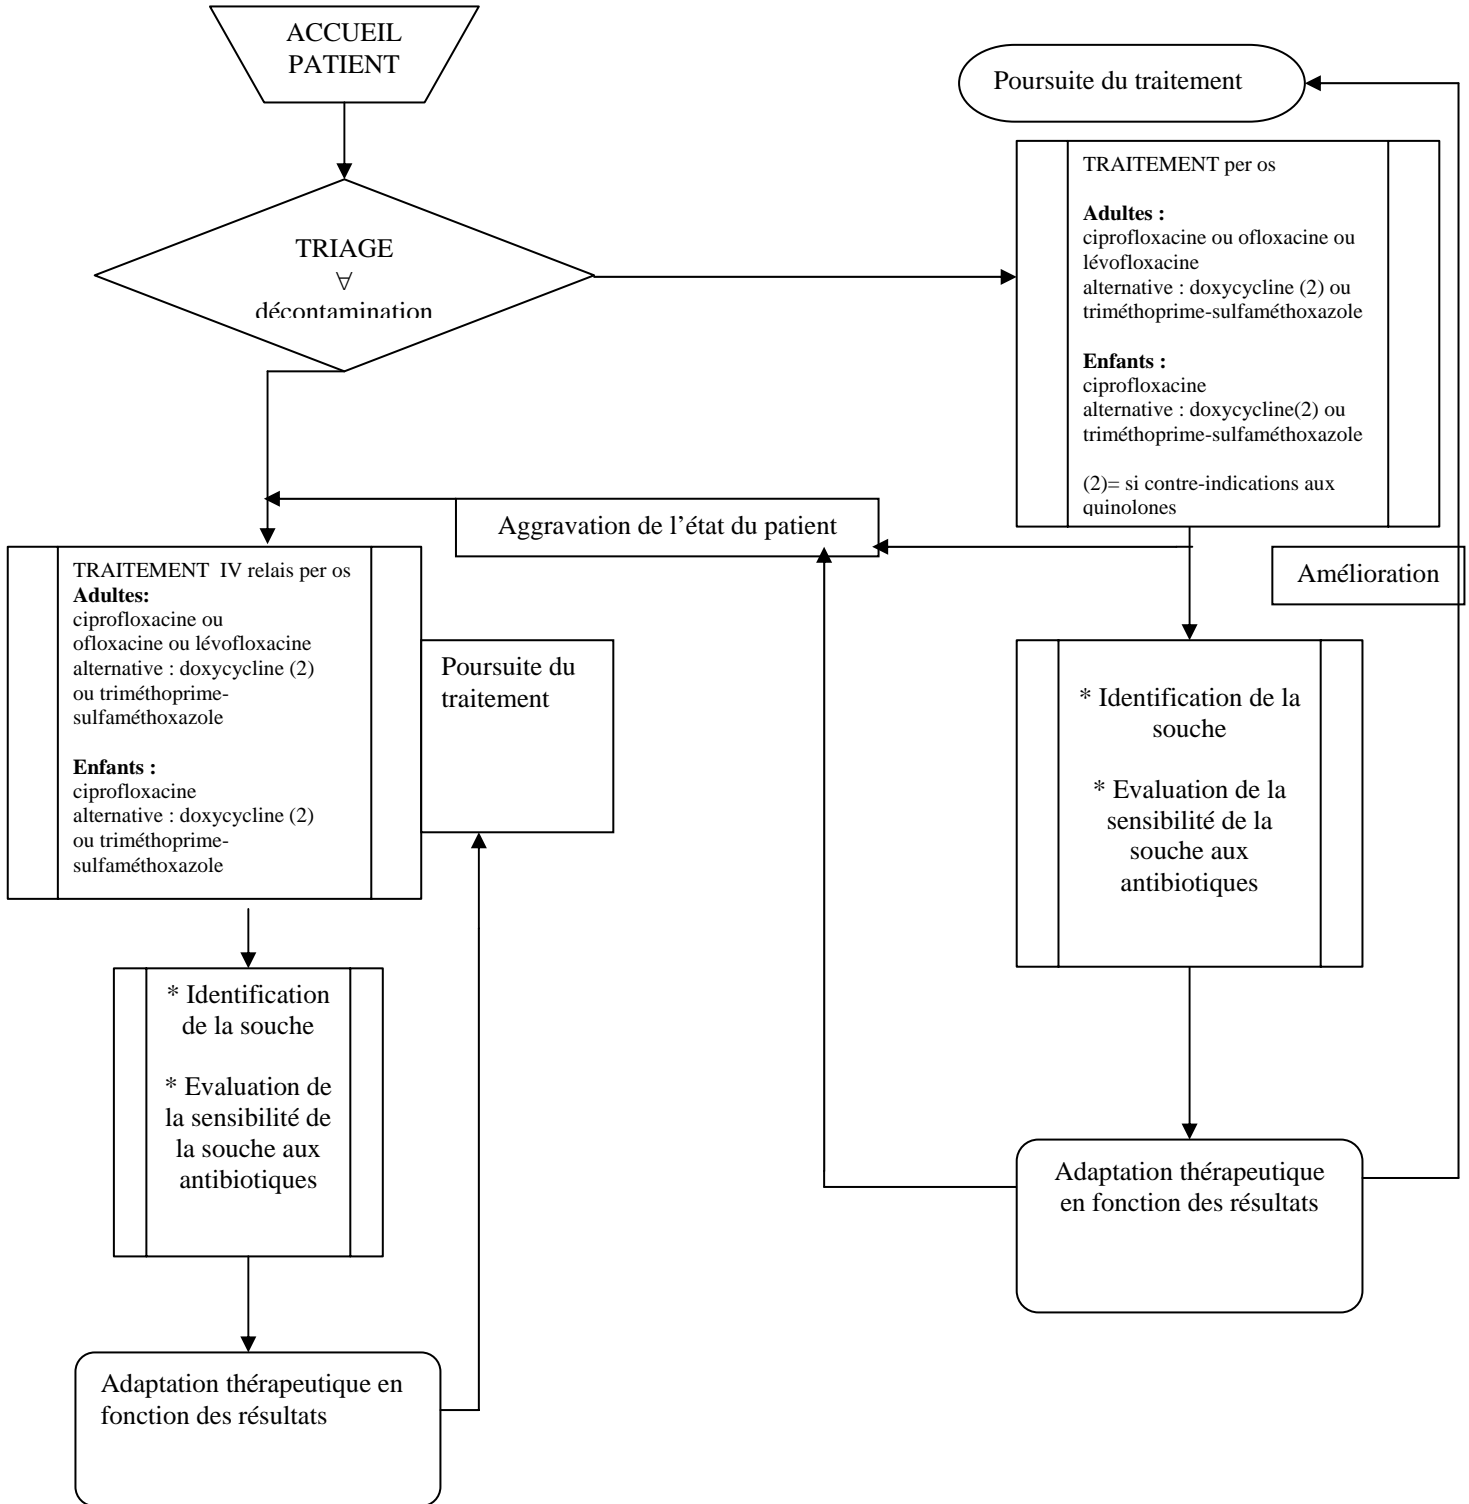 ACCUEIL
PATIENT
Poursuite du traitement
TRIAGE
∀
décontamination
TRAITEMENT per os
Adultes :
ciprofloxacine ou ofloxacine ou
lévofloxacine
alternative : doxycycline (2) ou
triméthoprime-sulfaméthoxazole
Enfants :
ciprofloxacine
alternative : doxycycline(2) ou
triméthoprime-sulfaméthoxazole
(2)= si contre-indications aux
quinolones
Aggravation de l’état du patient
Amélioration
TRAITEMENT  IV relais per os
Adultes:
ciprofloxacine ou
ofloxacine ou lévofloxacine
alternative : doxycycline (2)
ou triméthoprime-
sulfaméthoxazole
Enfants :
ciprofloxacine
alternative : doxycycline (2)
ou triméthoprime-
sulfaméthoxazole
Poursuite du
traitement
* Identification de la
souche
* Evaluation de la
sensibilité de la
souche aux
antibiotiques
* Identification
de la souche
* Evaluation de
la sensibilité de
la souche aux
antibiotiques
Adaptation thérapeutique
en fonction des résultats
Adaptation thérapeutique en
fonction des résultats